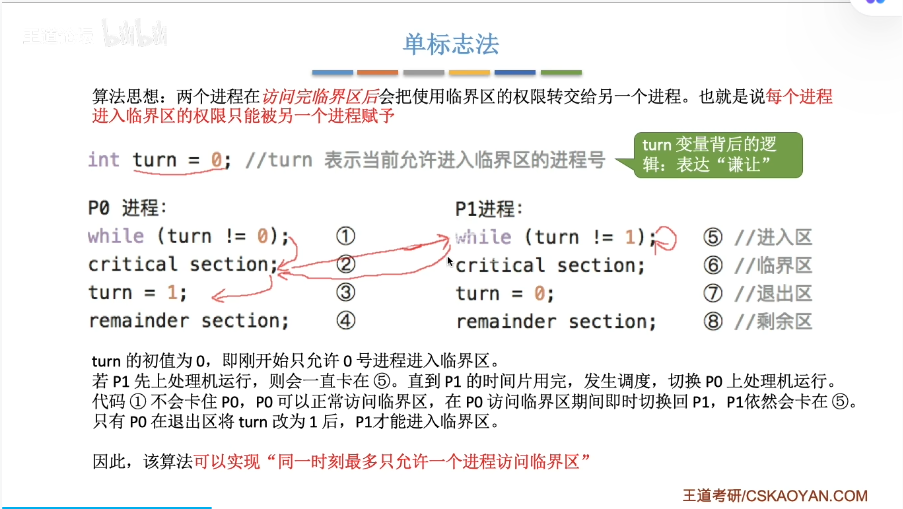 单标志法
算法思想：两个进程在访问完临界区后会把使用临界区的权限转交给另一个进程。也就是说每个进程
进入临界区的权限只能被另一个进程赋予
int turn = 0; //turn 表示当前允许进入临界区的进程号
turn 变量背后的逻
辑：表达“谦让”
P0 进程：
while (turn != 0); ①
critical section; ②
turn = 1; ③
remainder section; ④
P1进程：
while (turn != 1); ⑤ //进入区
critical section; ⑥ //临界区
turn = 0; ⑦ //退出区
remainder section; ⑧ //剩余区
turn 的初值为 0，即刚开始只允许 0 号进程进入临界区。
若 P1 先上处理机运行，则会一直卡在 ⑤。直到 P1 的时间片用完，发生调度，切换 P0 上处理机运行。
代码 ① 不会卡住 P0，P0 可以正常访问临界区，在 P0 访问临界区期间即时切换回 P1，P1依然会卡在 ⑤。
只有 P0 在退出区将 turn 改为 1 后，P1才能进入临界区。
因此，该算法可以实现“同一时刻最多只允许一个进程访问临界区”
王道考研/CSKAOYAN.COM